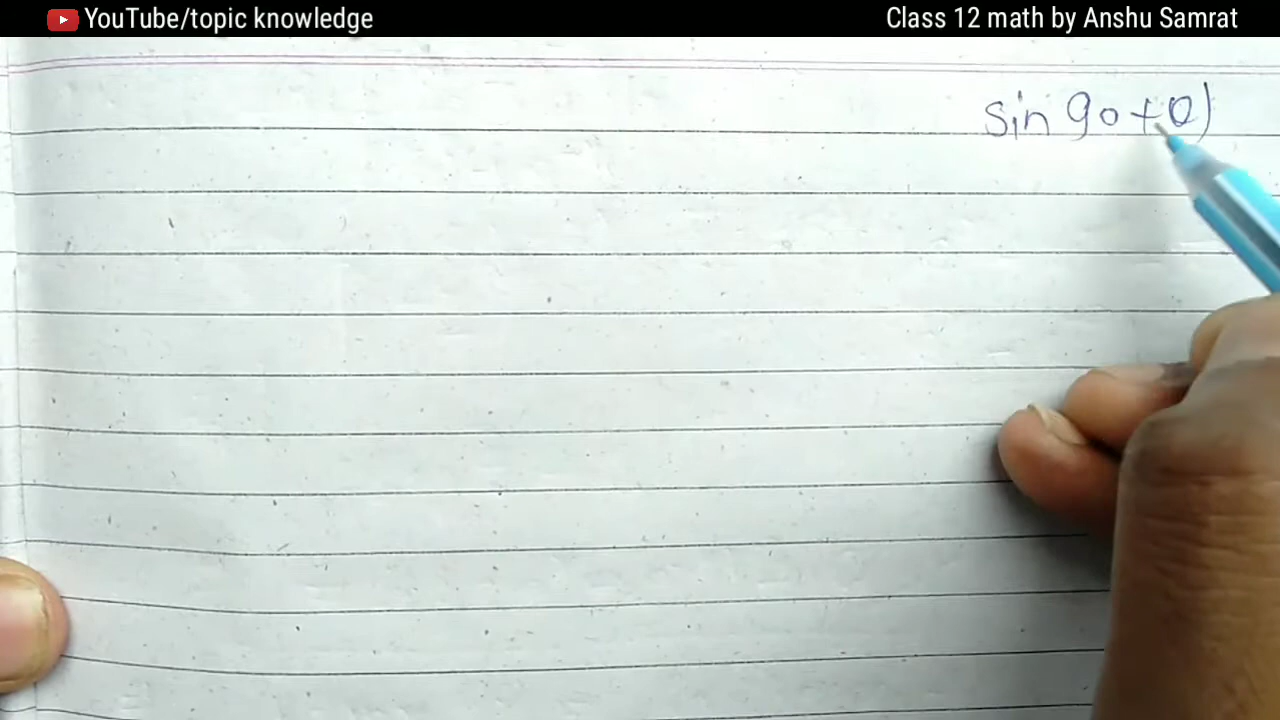 YouTube/topic knowledge
Class 12 math by Anshu Samrat
sin 90+θ)